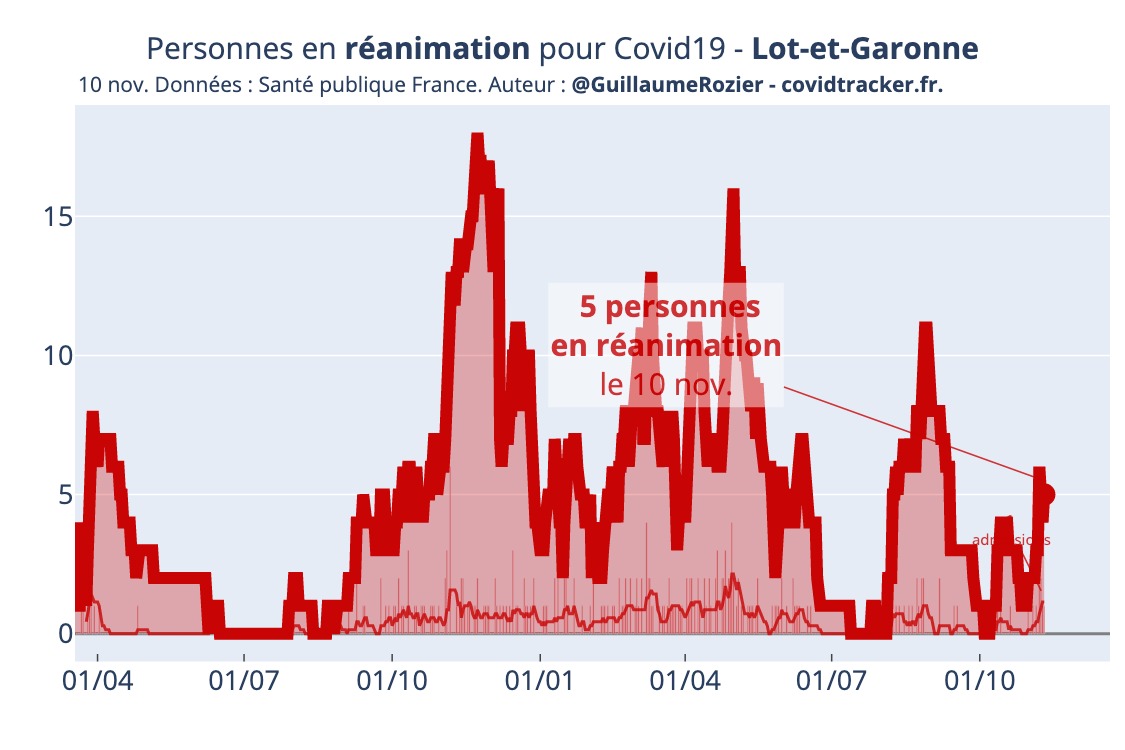 Personnes en réanimation pour Covid19 - Lot-et-Garonne
10 nov. Données : Santé publique France. Auteur : @GuillaumeRozier - covidtracker.fr.
15
10
5
0
5 personnes
en réanimation
le 10 nov.
admissions
01/04 01/07 01/10 01/01 01/04 01/07 01/10